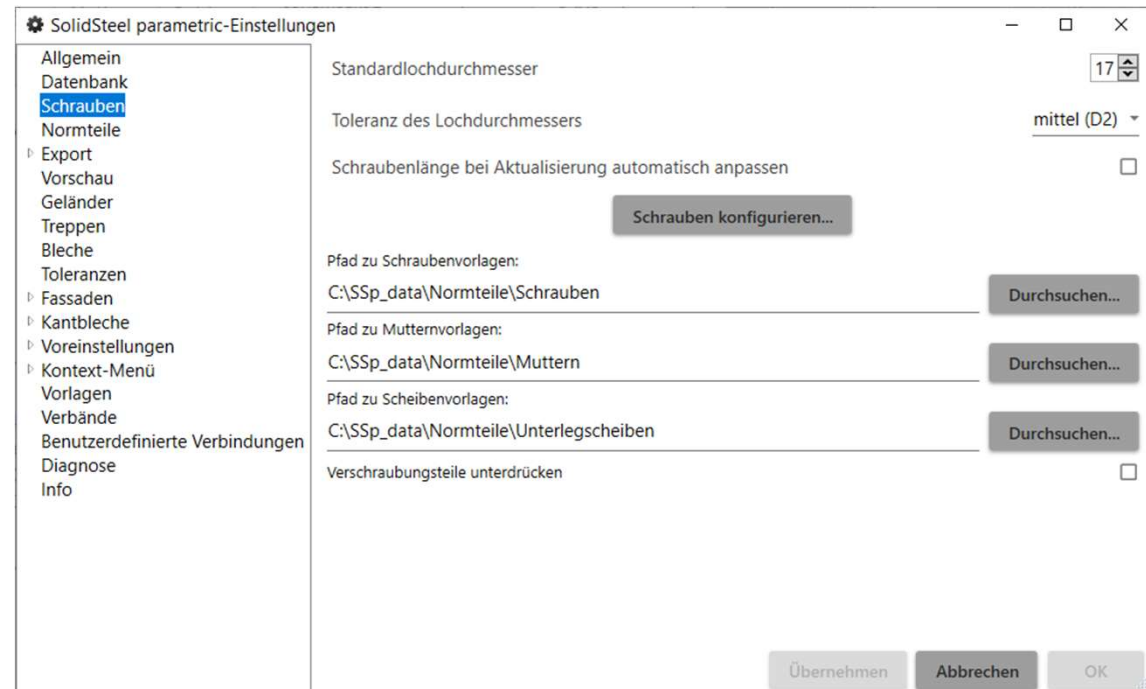 SolidSteel parametric-Einstellungen
Allgemein
Datenbank
Schrauben
Normteile
Export
Vorschau
Geländer
Treppen
Bleche
Toleranzen
Fassaden
Kantbleche
Voreinstellungen
Kontext-Menü
Vorlagen
Verbände
Benutzerdefinierte Verbindungen
Diagnose
Info
Standardlochdurchmesser 17
Toleranz des Lochdurchmessers mittel (D2)
Schraubenlänge bei Aktualisierung automatisch anpassen
Schrauben konfigurieren...
Pfad zu Schraubenvorlagen:
C:\SSp_data\Normteile\Schrauben Durchsuchen...
Pfad zu Mutternvorlagen:
C:\SSp_data\Normteile\Muttern Durchsuchen...
Pfad zu Scheibenvorlagen:
C:\SSp_data\Normteile\Unterlegscheiben Durchsuchen...
Verschraubungsteile unterdrücken
Übernehmen Abbrechen OK